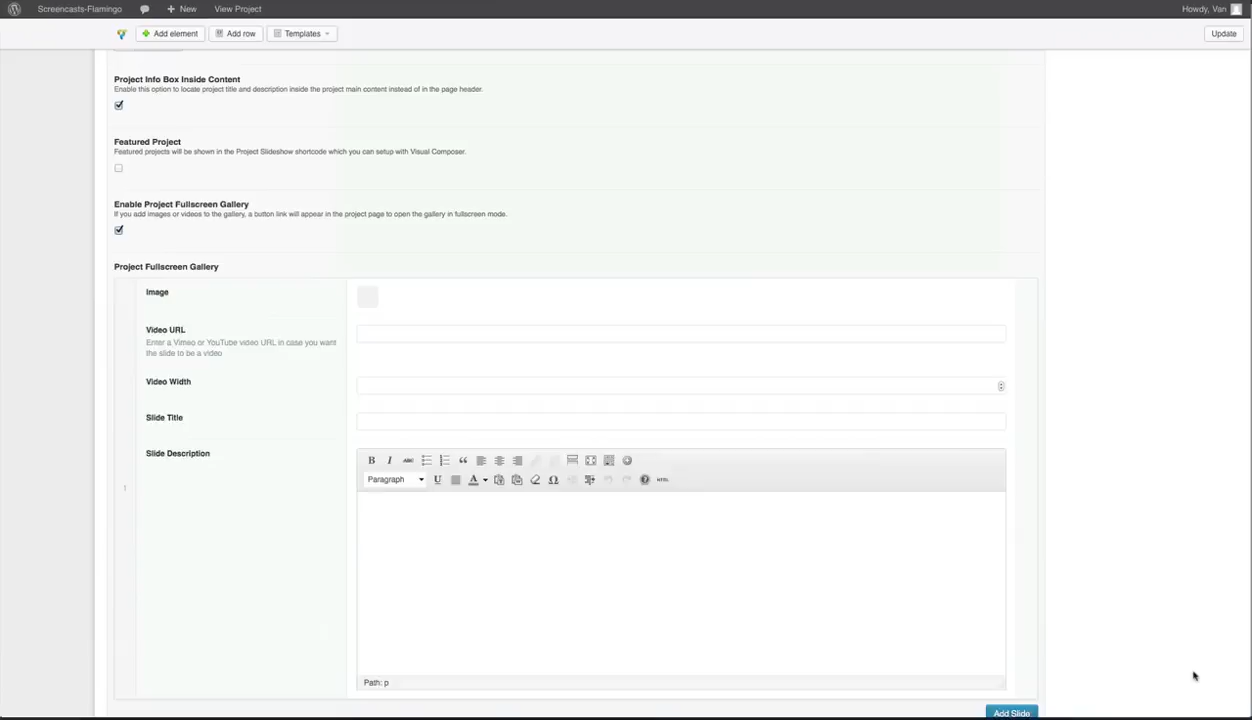 Screencasts-Flamingo New View Project Howdy, Van
Add element Add row Templates Update
Project Info Box Inside Content
Enable this option to locate project title and description inside the project main content instead of in the page header.
Featured Project
Featured projects will be shown in the Project Slideshow shortcode which you can setup with Visual Composer.
Enable Project Fullscreen Gallery
If you add images or videos to the gallery, a button link will appear in the project page to open the gallery in fullscreen mode.
Project Fullscreen Gallery
Image
Video URL
Enter a Vimeo or YouTube video URL in case you want
the slide to be a video
Video Width
Slide Title
Slide Description
B I ABC
Paragraph U A Ω HTML
1
Path: p
Add Slide